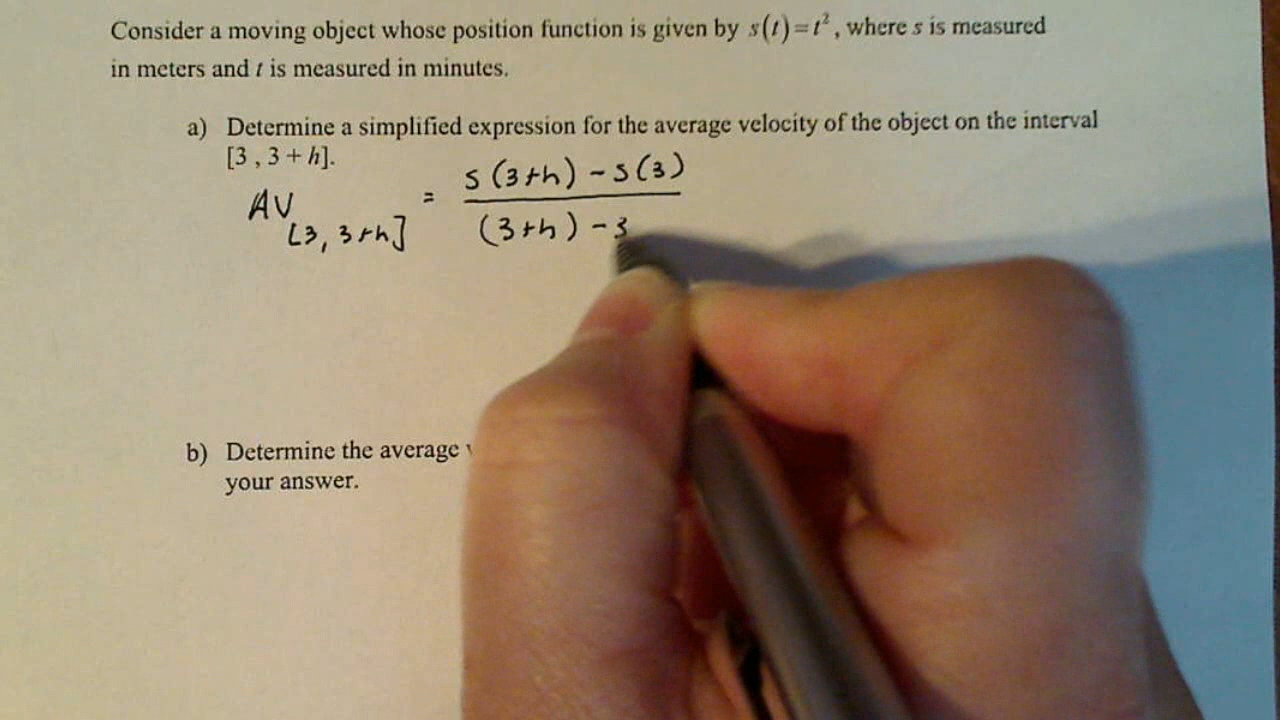 Consider a moving object whose position function is given by s(t)=t², where s is measured
in meters and t is measured in minutes.
a) Determine a simplified expression for the average velocity of the object on the interval
[3 , 3 + h].
AV [3, 3+h] = s(3+h) - s(3)
(3+h) - 3
b) Determine the average
your answer.